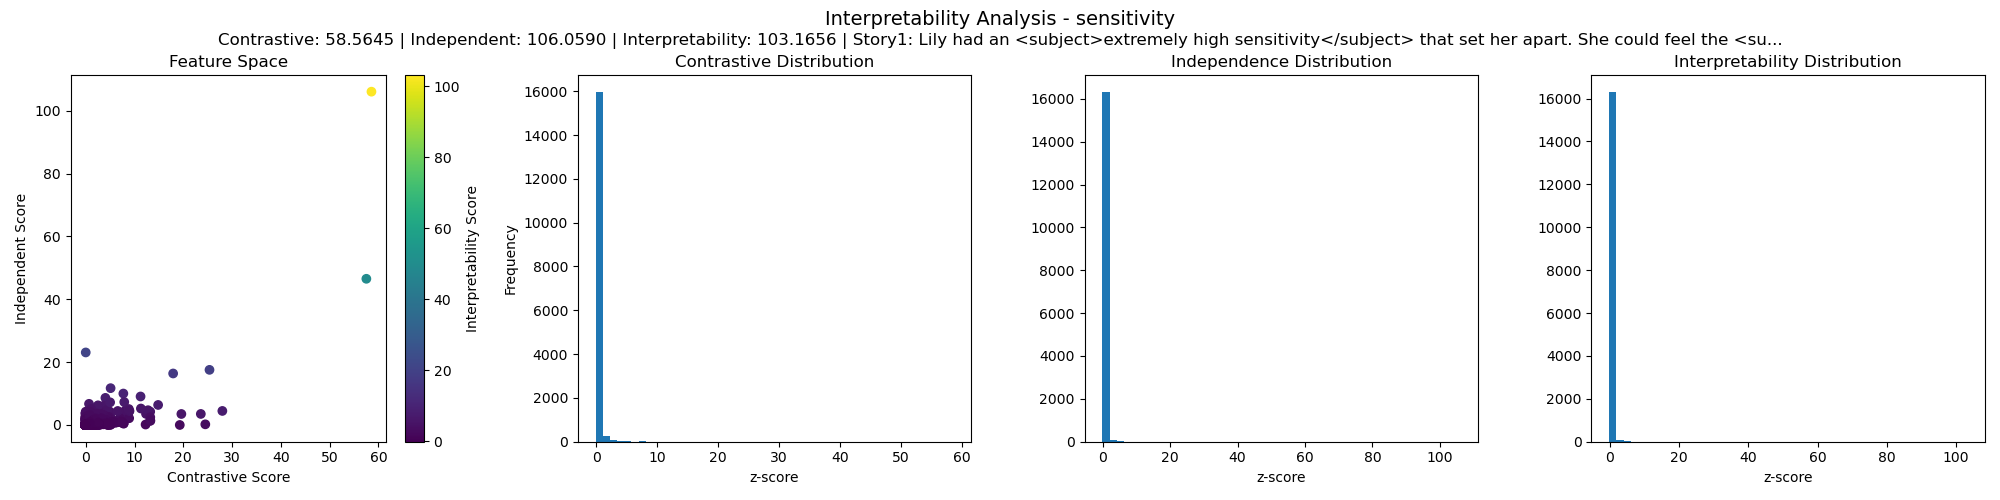 Interpretability Analysis - sensitivity
Contrastive: 58.5645 | Independent: 106.0590 | Interpretability: 103.1656 | Story1: Lily had an <subject>extremely high sensitivity</subject> that set her apart. She could feel the <su...
Feature Space
100
80
60
40
20
0
Independent Score
0 10 20 30 40 50 60
Contrastive Score
100
80
60
40
20
0
Interpretability Score
Contrastive Distribution
16000
14000
12000
10000
8000
6000
4000
2000
0
Frequency
0 10 20 30 40 50 60
z-score
Independence Distribution
16000
14000
12000
10000
8000
6000
4000
2000
0
0 20 40 60 80 100
z-score
Interpretability Distribution
16000
14000
12000
10000
8000
6000
4000
2000
0
0 20 40 60 80 100
z-score